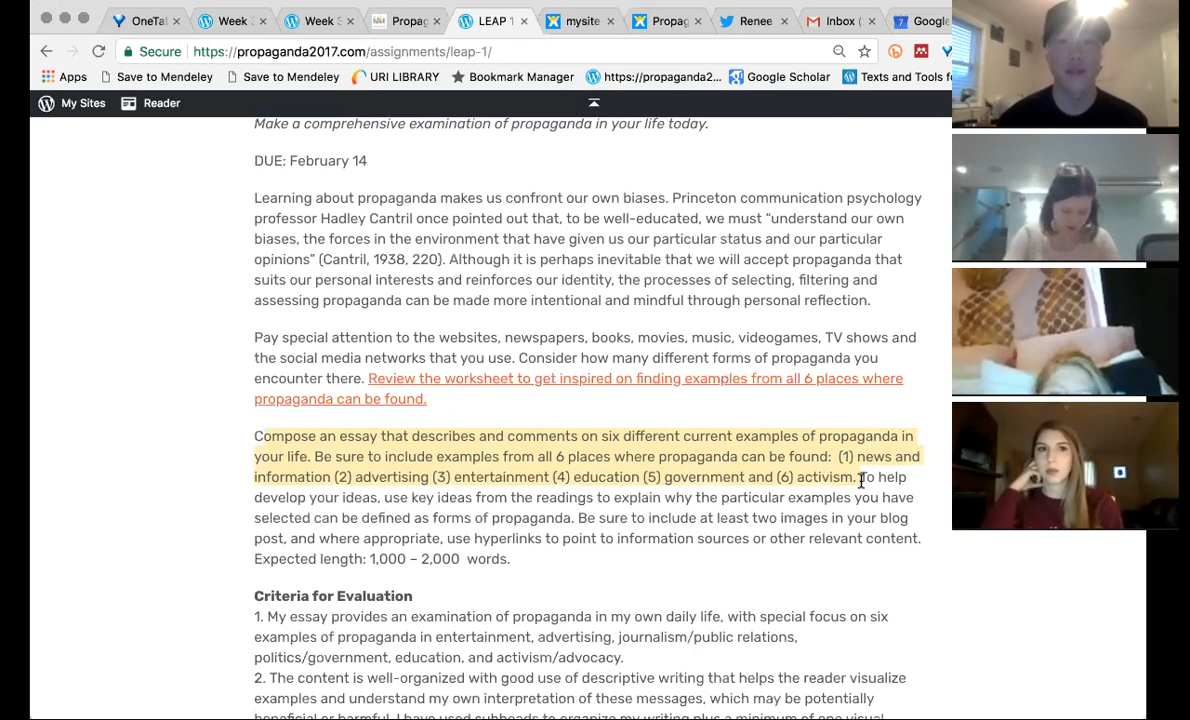 OneTa
Week
Week
Propag
LEAP 1
mysite
Propag
Renee
Inbox (
Google
Secure
https://propaganda2017.com/assignments/leap-1/
Apps
Save to Mendeley
Save to Mendeley
URI LIBRARY
Bookmark Manager
https://propaganda2...
Google Scholar
Texts and Tools f
My Sites
Reader
Make a comprehensive examination of propaganda in your life today.
DUE: February 14
Learning about propaganda makes us confront our own biases. Princeton communication psychology
professor Hadley Cantril once pointed out that, to be well-educated, we must “understand our own
biases, the forces in the environment that have given us our particular status and our particular
opinions” (Cantril, 1938, 220). Although it is perhaps inevitable that we will accept propaganda that
suits our personal interests and reinforces our identity, the processes of selecting, filtering and
assessing propaganda can be made more intentional and mindful through personal reflection.
Pay special attention to the websites, newspapers, books, movies, music, videogames, TV shows and
the social media networks that you use. Consider how many different forms of propaganda you
encounter there. Review the worksheet to get inspired on finding examples from all 6 places where
propaganda can be found.
Compose an essay that describes and comments on six different current examples of propaganda in
your life. Be sure to include examples from all 6 places where propaganda can be found: (1) news and
information (2) advertising (3) entertainment (4) education (5) government and (6) activism. To help
develop your ideas, use key ideas from the readings to explain why the particular examples you have
selected can be defined as forms of propaganda. Be sure to include at least two images in your blog
post, and where appropriate, use hyperlinks to point to information sources or other relevant content.
Expected length: 1,000 – 2,000 words.
Criteria for Evaluation
1. My essay provides an examination of propaganda in my own daily life, with special focus on six
examples of propaganda in entertainment, advertising, journalism/public relations,
politics/government, education, and activism/advocacy.
2. The content is well-organized with good use of descriptive writing that helps the reader visualize
examples and understand my own interpretation of these messages, which may be potentially
beneficial or harmful. I have used subheads to organize my writing plus a minimum of one visual